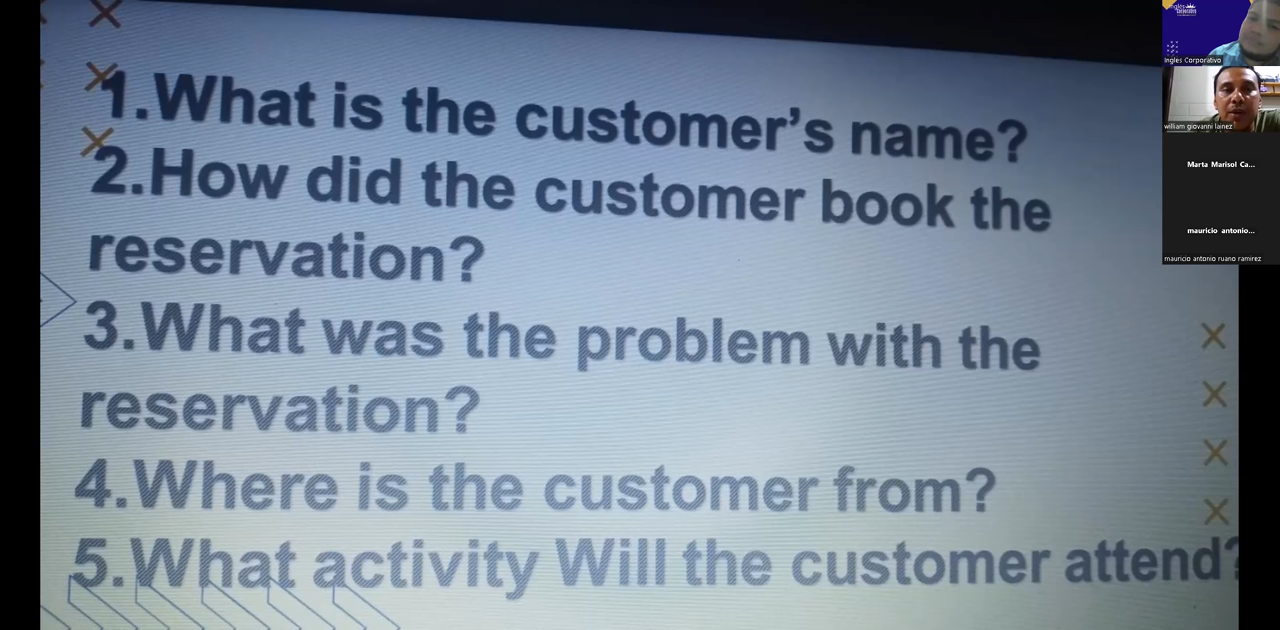 1.What is the customer's name?
2.How did the customer book the
reservation?
3.What was the problem with the
reservation?
4.Where is the customer from?
5.What activity Will the customer attend?
Ingles Corporativo
william giovanni lainez
Marta Marisol Ca...
mauricio antonio...
mauricio antonio ruano ramirez